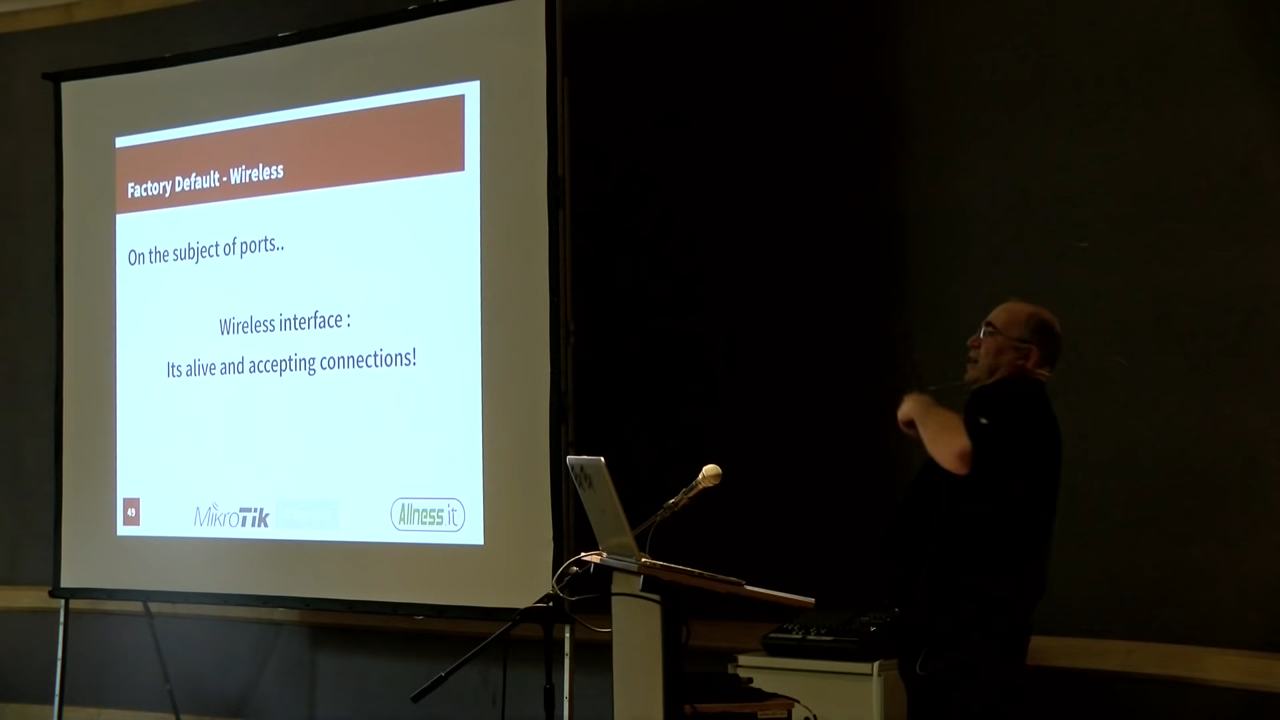 Factory Default - Wireless
On the subject of ports..
Wireless interface :
Its alive and accepting connections!
49
MikroTik
Allness.it